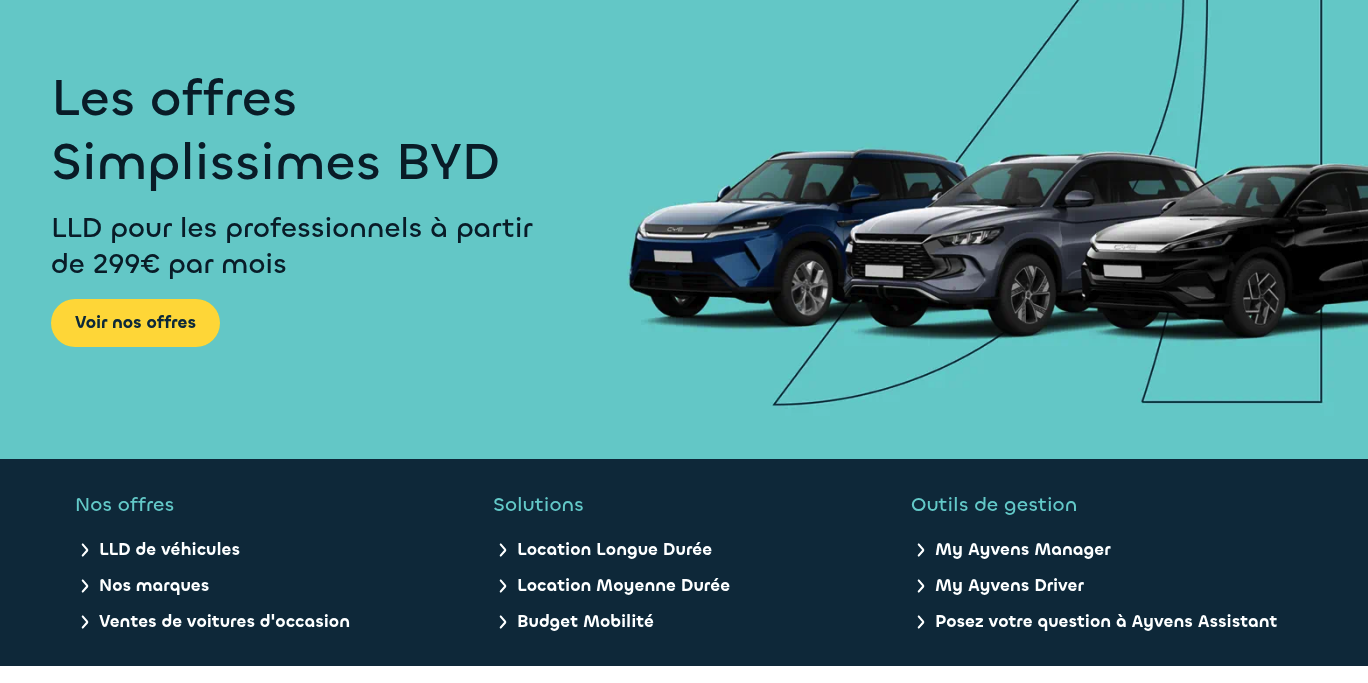 Les offres
Simplissimes BYD
LLD pour les professionnels à partir
de 299€ par mois
Voir nos offres
Nos offres
LLD de véhicules
Nos marques
Ventes de voitures d'occasion
Solutions
Location Longue Durée
Location Moyenne Durée
Budget Mobilité
Outils de gestion
My Ayvens Manager
My Ayvens Driver
Posez votre question à Ayvens Assistant